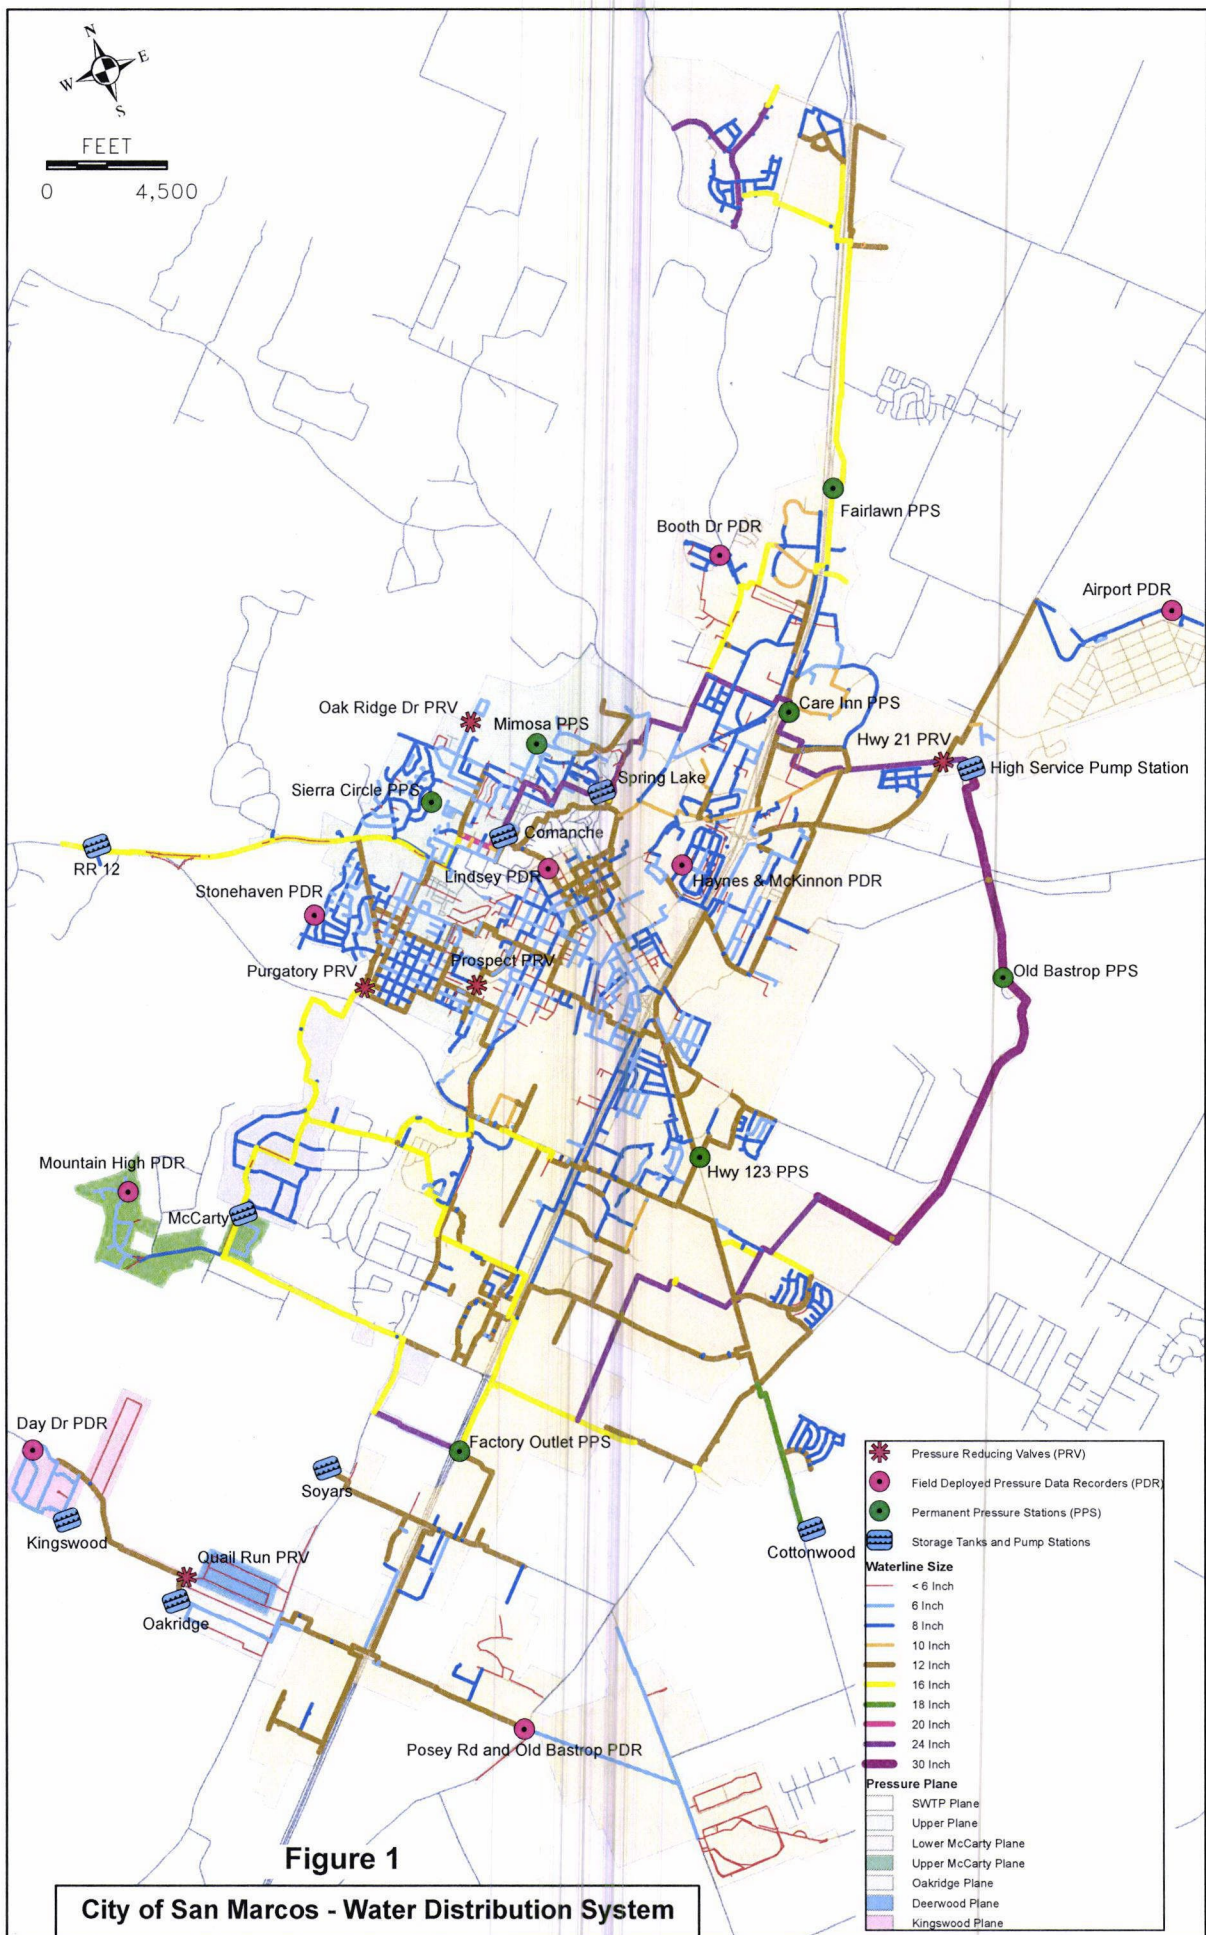 N
E
W
S
FEET
0 4,500
Fairlawn PPS
Booth Dr PDR
Airport PDR
Oak Ridge Dr PRV
Mimosa PPS
Care Inn PPS
Hwy 21 PRV
High Service Pump Station
Spring Lake
Sierra Circle PPS
Comanche
RR 12
Lindsey PDR
Haynes & McKinnon PDR
Stonehaven PDR
Purgatory PRV
Prospect PRV
Old Bastrop PPS
Mountain High PDR
Hwy 123 PPS
McCarty
Day Dr PDR
Factory Outlet PPS
Soyars
Kingswood
Quail Run PRV
Cottonwood
Oakridge
Posey Rd and Old Bastrop PDR
Pressure Reducing Valves (PRV)
Field Deployed Pressure Data Recorders (PDR)
Permanent Pressure Stations (PPS)
Storage Tanks and Pump Stations
Waterline Size
< 6 Inch
6 Inch
8 Inch
10 Inch
12 Inch
16 Inch
18 Inch
20 Inch
24 Inch
30 Inch
Pressure Plane
SWTP Plane
Upper Plane
Lower McCarty Plane
Upper McCarty Plane
Oakridge Plane
Deerwood Plane
Kingswood Plane
Figure 1
City of San Marcos - Water Distribution System